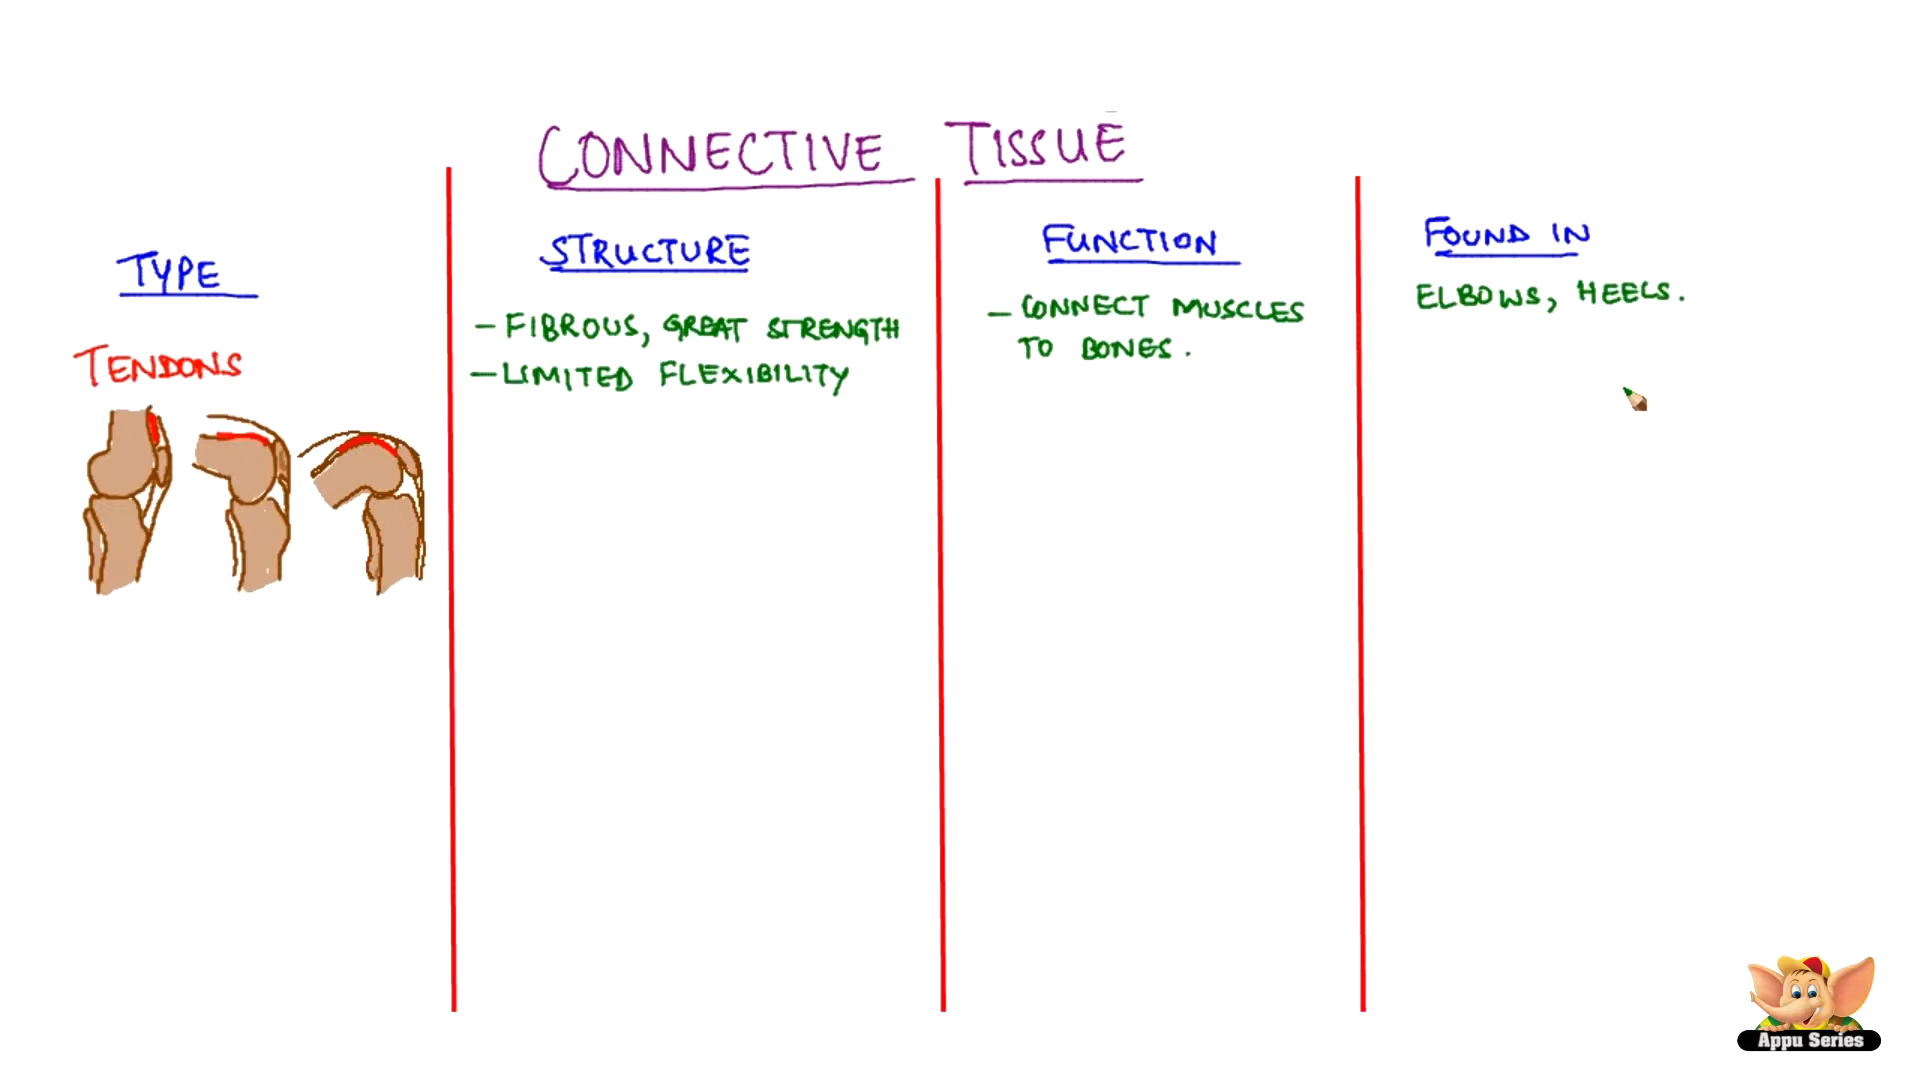 CONNECTIVE TISSUE
TYPE
STRUCTURE
FUNCTION
FOUND IN
TENDONS
– FIBROUS, GREAT STRENGTH
– LIMITED FLEXIBILITY
– CONNECT MUSCLES
TO BONES.
ELBOWS, HEELS.
Appu Series